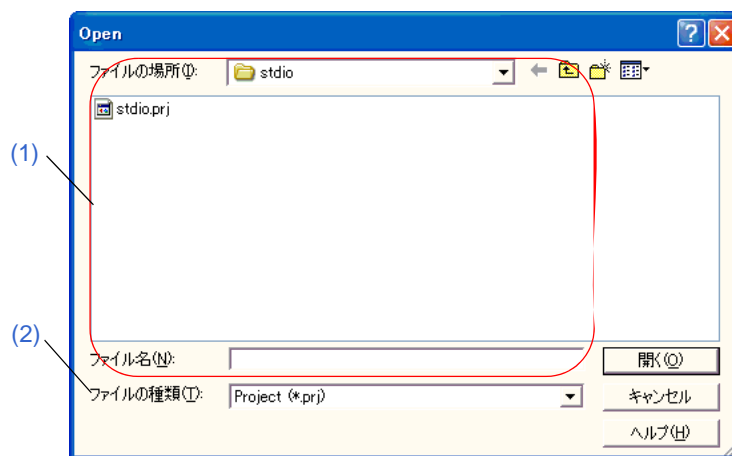 Open
ファイルの場所(I): stdio
stdio.prj
(1)
(2)
ファイル名(N): 開く(O)
ファイルの種類(T): Project (*.prj) キャンセル
ヘルプ(H)